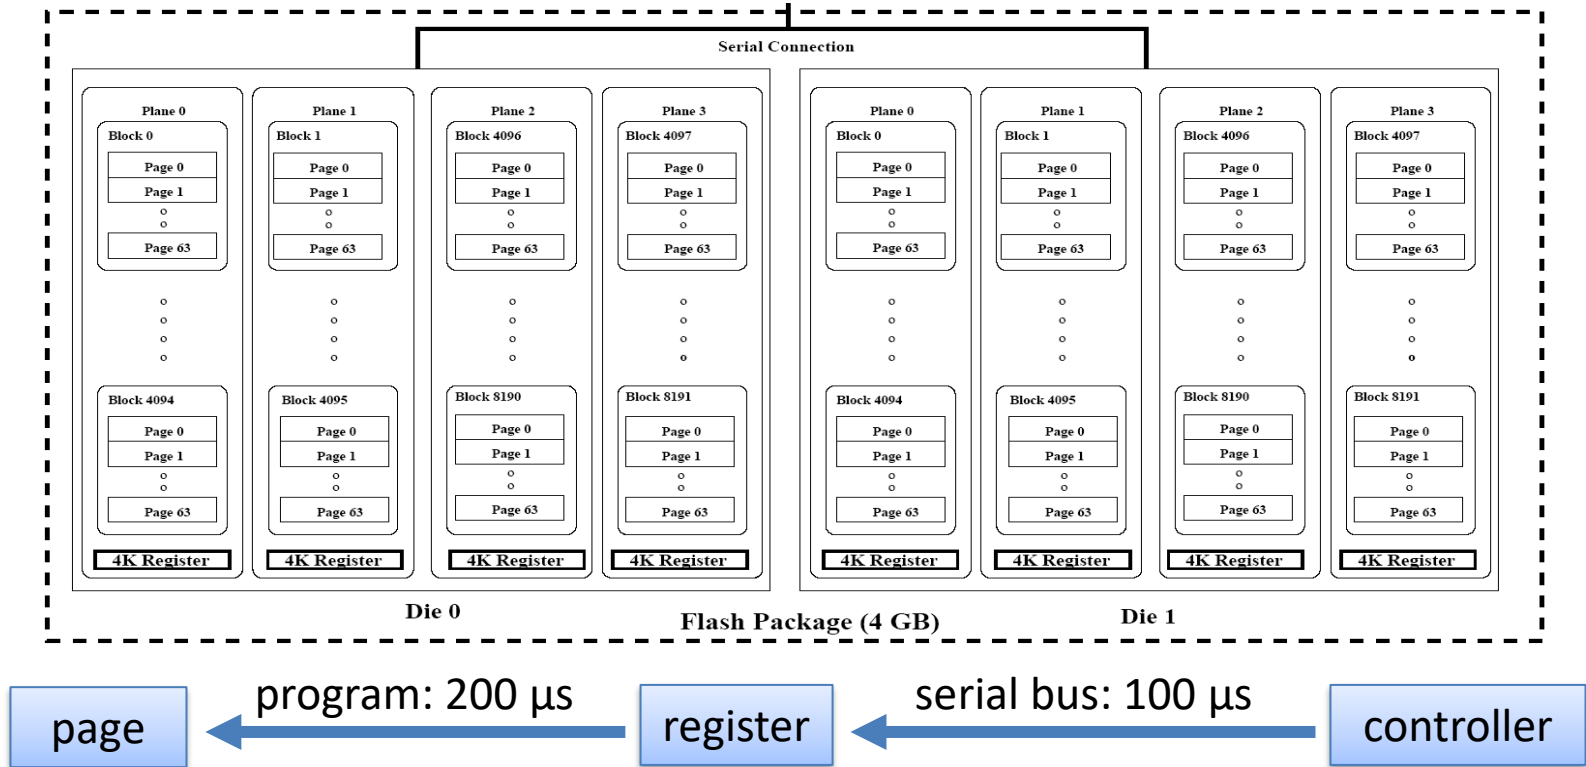 Serial Connection
Plane 0 Plane 1 Plane 2 Plane 3 Plane 0 Plane 1 Plane 2 Plane 3
Block 0 Block 1 Block 4096 Block 4097 Block 0 Block 1 Block 4096 Block 4097
Page 0 Page 0 Page 0 Page 0 Page 0 Page 0 Page 0 Page 0
Page 1 Page 1 Page 1 Page 1 Page 1 Page 1 Page 1 Page 1
Page 63 Page 63 Page 63 Page 63 Page 63 Page 63 Page 63 Page 63
Block 4094 Block 4095 Block 8190 Block 8191 Block 4094 Block 4095 Block 8190 Block 8191
Page 0 Page 0 Page 0 Page 0 Page 0 Page 0 Page 0 Page 0
Page 1 Page 1 Page 1 Page 1 Page 1 Page 1 Page 1 Page 1
Page 63 Page 63 Page 63 Page 63 Page 63 Page 63 Page 63 Page 63
4K Register 4K Register 4K Register 4K Register 4K Register 4K Register 4K Register 4K Register
Die 0 Flash Package (4 GB) Die 1
program: 200 µs serial bus: 100 µs
page register controller